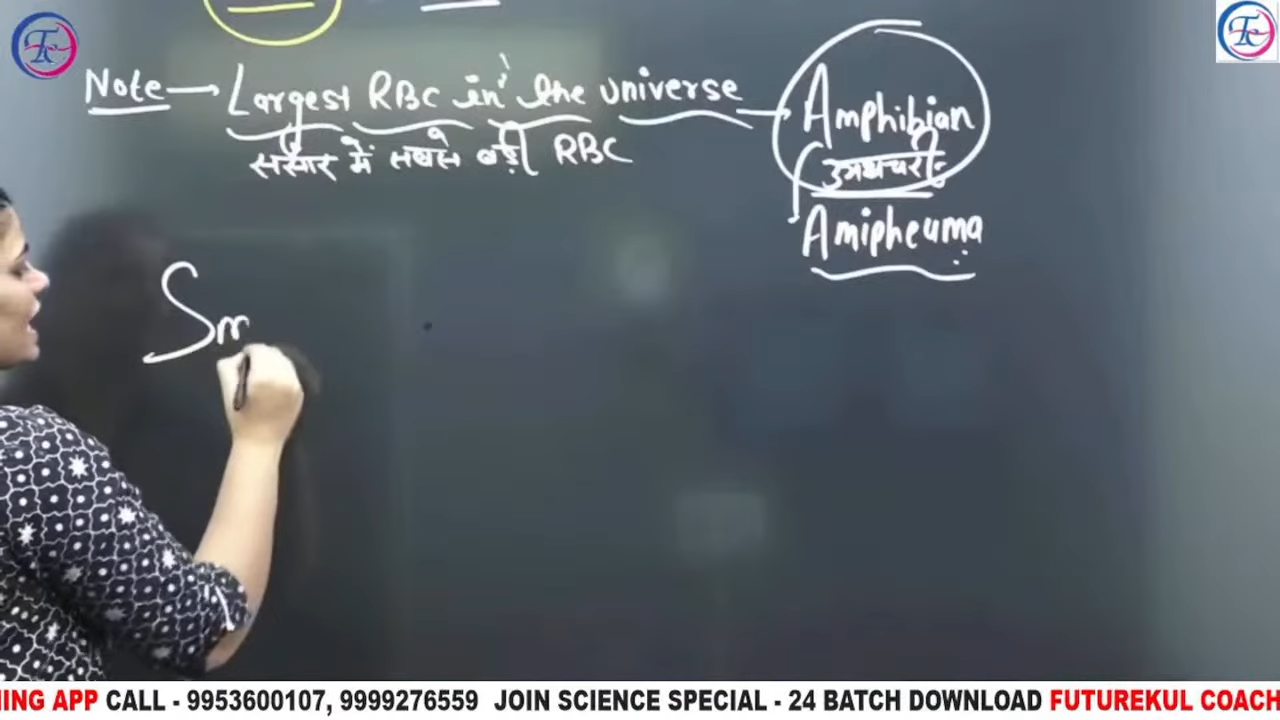 Note → Largest RBC in the universe — Amphibian
संसार में सबसे बड़ी RBC
उभयचर
Amipheuma
Sm
NING APP CALL - 9953600107, 9999276559 JOIN SCIENCE SPECIAL - 24 BATCH DOWNLOAD FUTUREKUL COACH